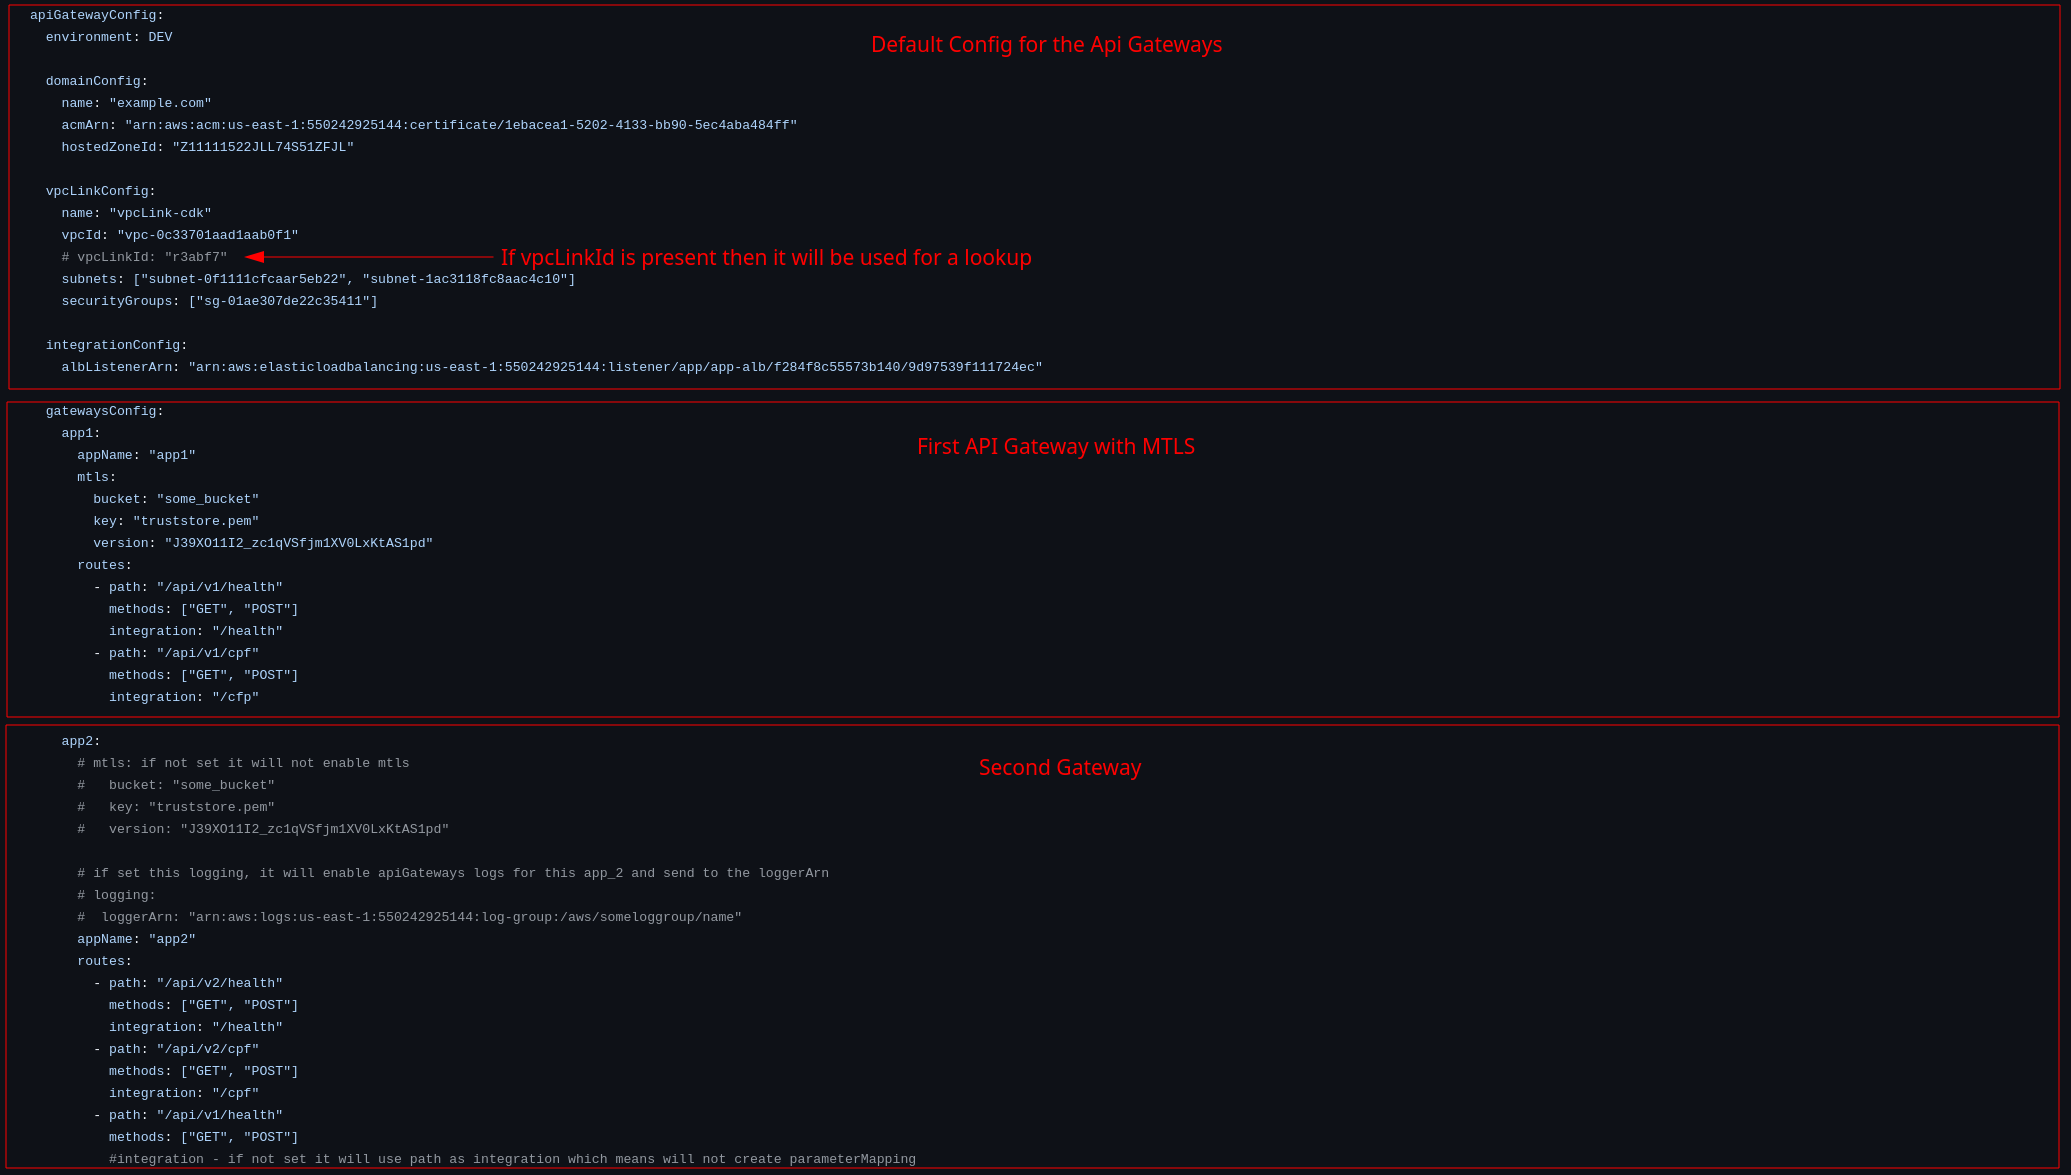 apiGatewayConfig:
  environment: DEV
Default Config for the Api Gateways
  domainConfig:
    name: "example.com"
    acmArn: "arn:aws:acm:us-east-1:550242925144:certificate/1ebacea1-5202-4133-bb90-5ec4aba484ff"
    hostedZoneId: "Z11111522JLL74S51ZFJL"
  vpcLinkConfig:
    name: "vpcLink-cdk"
    vpcId: "vpc-0c33701aad1aab0f1"
    # vpcLinkId: "r3abf7"
If vpcLinkId is present then it will be used for a lookup
    subnets: ["subnet-0f1111cfcaar5eb22", "subnet-1ac3118fc8aac4c10"]
    securityGroups: ["sg-01ae307de22c35411"]
  integrationConfig:
    albListenerArn: "arn:aws:elasticloadbalancing:us-east-1:550242925144:listener/app/app-alb/f284f8c55573b140/9d97539f111724ec"
  gatewaysConfig:
    app1:
First API Gateway with MTLS
      appName: "app1"
      mtls:
        bucket: "some_bucket"
        key: "truststore.pem"
        version: "J39XO11I2_zc1qVSfjm1XV0LxKtAS1pd"
      routes:
        - path: "/api/v1/health"
          methods: ["GET", "POST"]
          integration: "/health"
        - path: "/api/v1/cpf"
          methods: ["GET", "POST"]
          integration: "/cfp"
    app2:
Second Gateway
      # mtls: if not set it will not enable mtls
      #   bucket: "some_bucket"
      #   key: "truststore.pem"
      #   version: "J39XO11I2_zc1qVSfjm1XV0LxKtAS1pd"
      # if set this logging, it will enable apiGateways logs for this app_2 and send to the loggerArn
      # logging:
      #  loggerArn: "arn:aws:logs:us-east-1:550242925144:log-group:/aws/someloggroup/name"
      appName: "app2"
      routes:
        - path: "/api/v2/health"
          methods: ["GET", "POST"]
          integration: "/health"
        - path: "/api/v2/cpf"
          methods: ["GET", "POST"]
          integration: "/cpf"
        - path: "/api/v1/health"
          methods: ["GET", "POST"]
          #integration - if not set it will use path as integration which means will not create parameterMapping